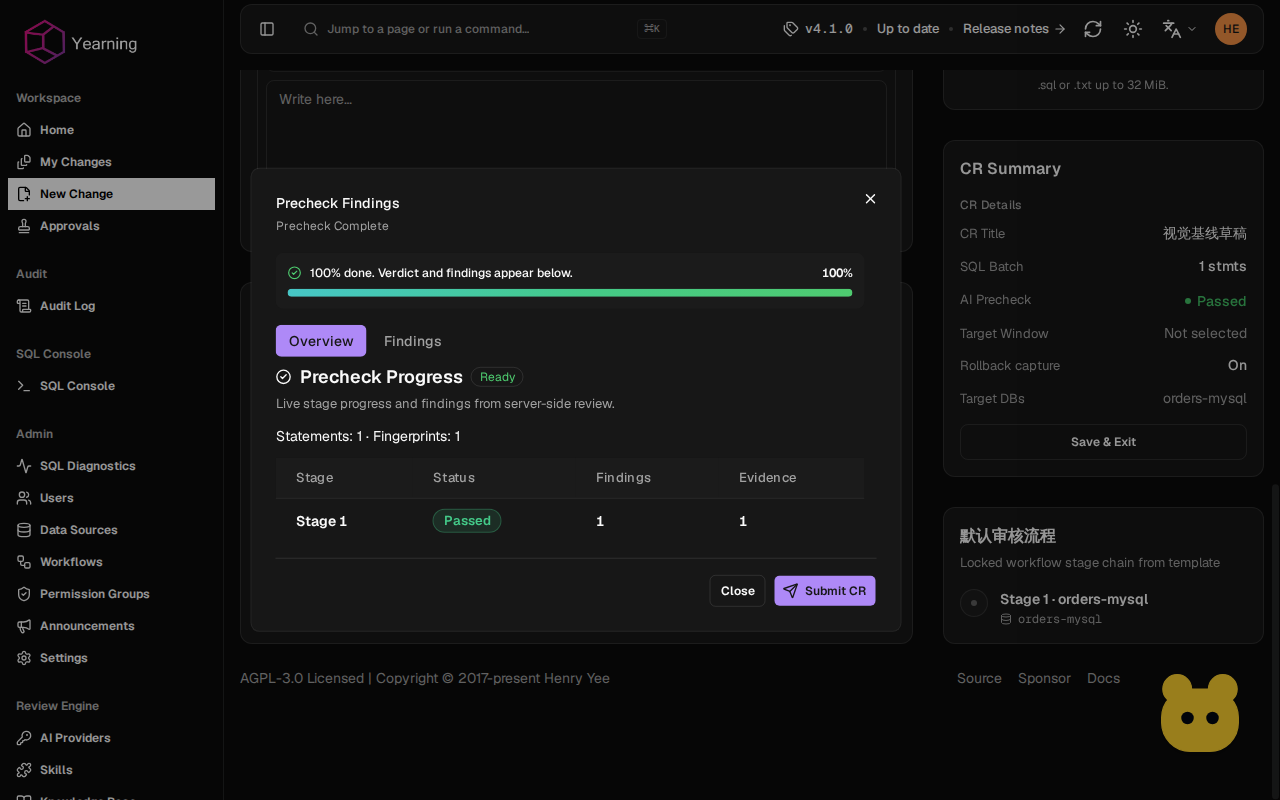 Yearning
Jump to a page or run a command...
⌘K
v4.1.0
Up to date
Release notes
HE
Workspace
Home
My Changes
New Change
Approvals
Audit
Audit Log
SQL Console
SQL Console
Admin
SQL Diagnostics
Users
Data Sources
Workflows
Permission Groups
Announcements
Settings
Review Engine
AI Providers
Skills
Write here...
Precheck Findings
Precheck Complete
100% done. Verdict and findings appear below.
100%
Overview
Findings
Precheck Progress
Ready
Live stage progress and findings from server-side review.
Statements: 1 · Fingerprints: 1
Stage Status Findings Evidence
Stage 1 Passed 1 1
Close
Submit CR
.sql or .txt up to 32 MiB.
CR Summary
CR Details
CR Title 视觉基线草稿
SQL Batch 1 stmts
AI Precheck Passed
Target Window Not selected
Rollback capture On
Target DBs orders-mysql
Save & Exit
默认审核流程
Locked workflow stage chain from template
Stage 1 · orders-mysql
orders-mysql
AGPL-3.0 Licensed | Copyright © 2017-present Henry Yee
Source Sponsor Docs